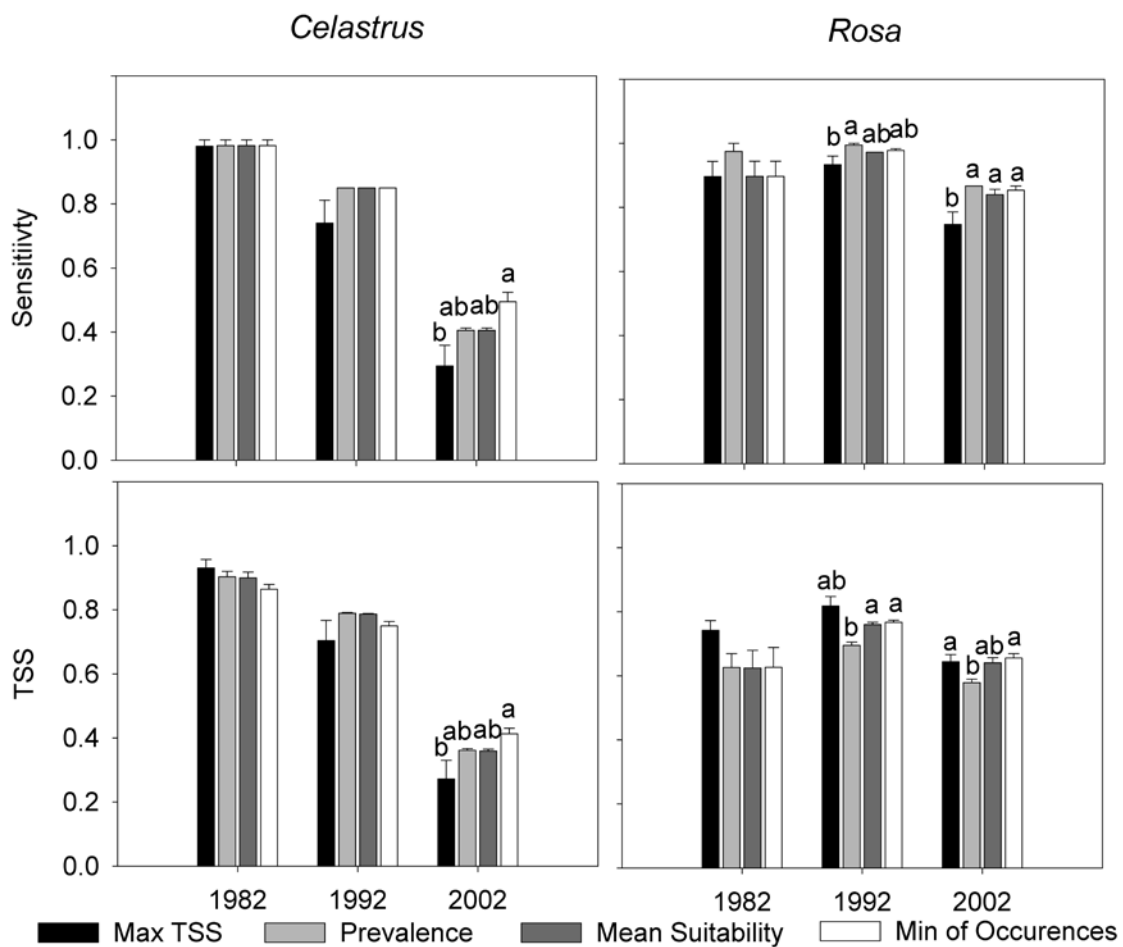 Celastrus
Rosa
Sensitiivty
1.0
0.8
0.6
0.4
0.2
0.0
b ab ab a
b a ab ab
b a a a
TSS
1.0
0.8
0.6
0.4
0.2
0.0
b ab ab a
ab b a a
a b ab a
1982 1992 2002
1982 1992 2002
Max TSS Prevalence Mean Suitability Min of Occurences